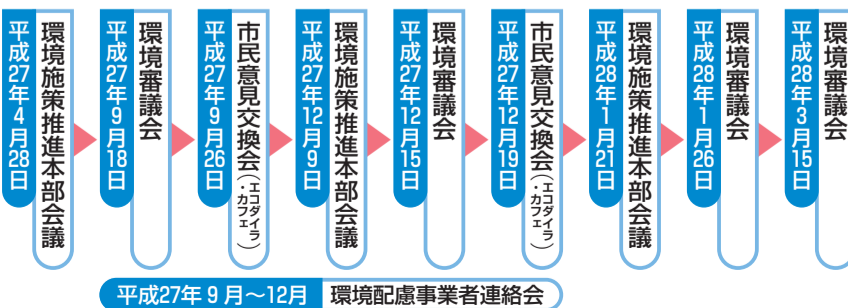 平成27年4月28日
環境施策推進本部会議
平成27年9月18日
環境審議会
平成27年9月26日
市民意見交換会(エコダイラ・カフェ)
平成27年12月9日
環境施策推進本部会議
平成27年12月15日
環境審議会
平成27年12月19日
市民意見交換会(エコダイラ・カフェ)
平成28年1月21日
環境施策推進本部会議
平成28年1月26日
環境審議会
平成28年3月15日
環境審議会
平成27年9月~12月 環境配慮事業者連絡会